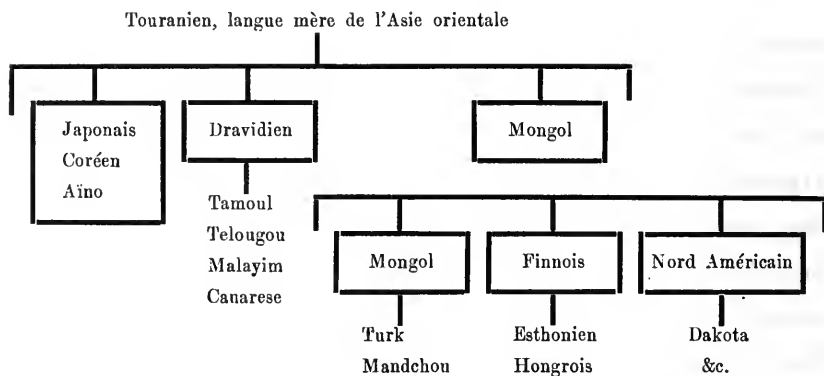 Touranien, langue mère de l'Asie orientale
Japonais
Coréen
Aïno
Dravidien
Tamoul
Telougou
Malayim
Canarese
Mongol
Mongol
Turk
Mandchou
Finnois
Esthonien
Hongrois
Nord Américain
Dakota
&c.